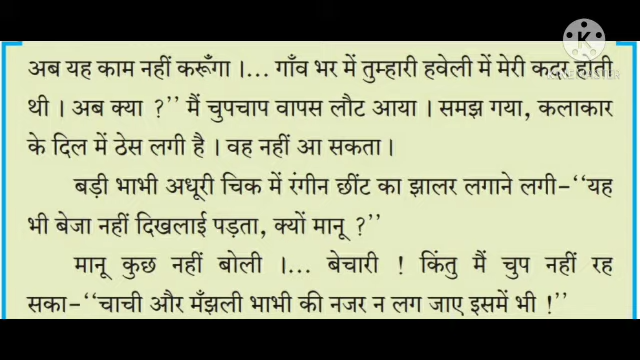 अब यह काम नहीं करूँगा ।... गाँव भर में तुम्हारी हवेली में मेरी कदर होती
थी । अब क्या ?’’ मैं चुपचाप वापस लौट आया । समझ गया, कलाकार
के दिल में ठेस लगी है । वह नहीं आ सकता ।
बड़ी भाभी अधूरी चिक में रंगीन छींट का झालर लगाने लगी-‘‘यह
भी बेजा नहीं दिखलाई पड़ता, क्यों मानू ?’’
मानू कुछ नहीं बोली ।... बेचारी ! किंतु मैं चुप नहीं रह
सका-‘‘चाची और मँझली भाभी की नजर न लग जाए इसमें भी !’’